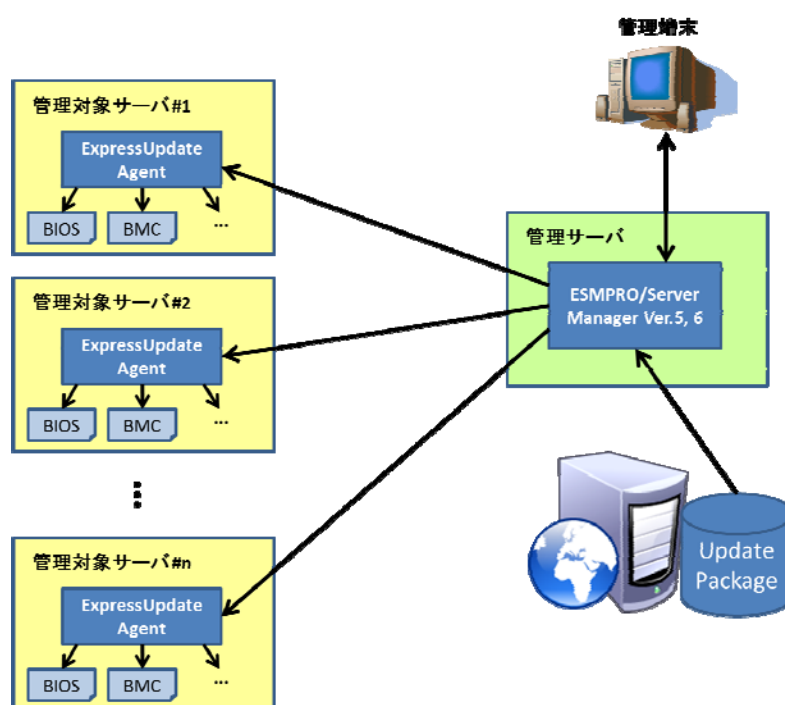 管理端末
管理対象サーバ#1
ExpressUpdate
Agent
BIOS
BMC
...
管理サーバ
ESMPRO/Server
Manager Ver.5, 6
管理対象サーバ#2
ExpressUpdate
Agent
BIOS
BMC
...
管理対象サーバ#n
ExpressUpdate
Agent
BIOS
BMC
...
Update
Package